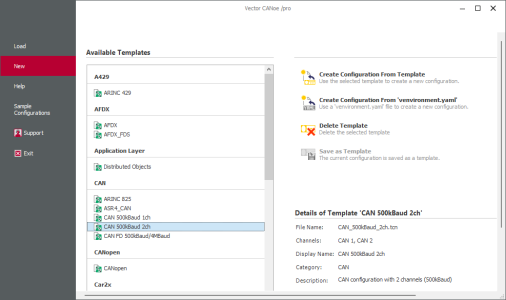 Vector CANoe /pro
Load
New
Help
Sample
Configurations
Support
Exit
Available Templates
A429
ARINC 429
AFDX
AFDX
AFDX_FDS
Application Layer
Distributed Objects
CAN
ARINC 825
ASR4_CAN
CAN 500kBaud 1ch
CAN 500kBaud 2ch
CAN FD 500kBaud/4MBaud
CANopen
CANopen
Car2x
Create Configuration From Template
Use the selected template to create a new configuration.
Create Configuration From 'venvironment.yaml'
Use a 'venvironment.yaml' file to create a new configuration.
Delete Template
Delete the selected template
Save as Template
The current configuration is saved as a template.
Details of Template 'CAN 500kBaud 2ch'
File Name: CAN_500kBaud_2ch.tcn
Channels: CAN 1, CAN 2
Display Name: CAN 500kBaud 2ch
Category: CAN
Description: CAN configuration with 2 channels (500kBaud)